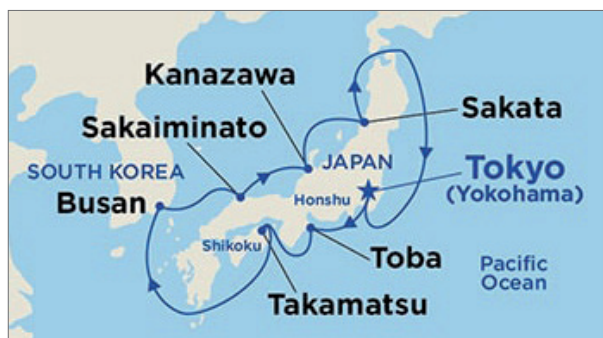 Kanazawa
Sakaiminato
SOUTH KOREA
Busan
JAPAN
Sakata
Tokyo
(Yokohama)
Honshu
Shikoku
Toba
Takamatsu
Pacific
Ocean